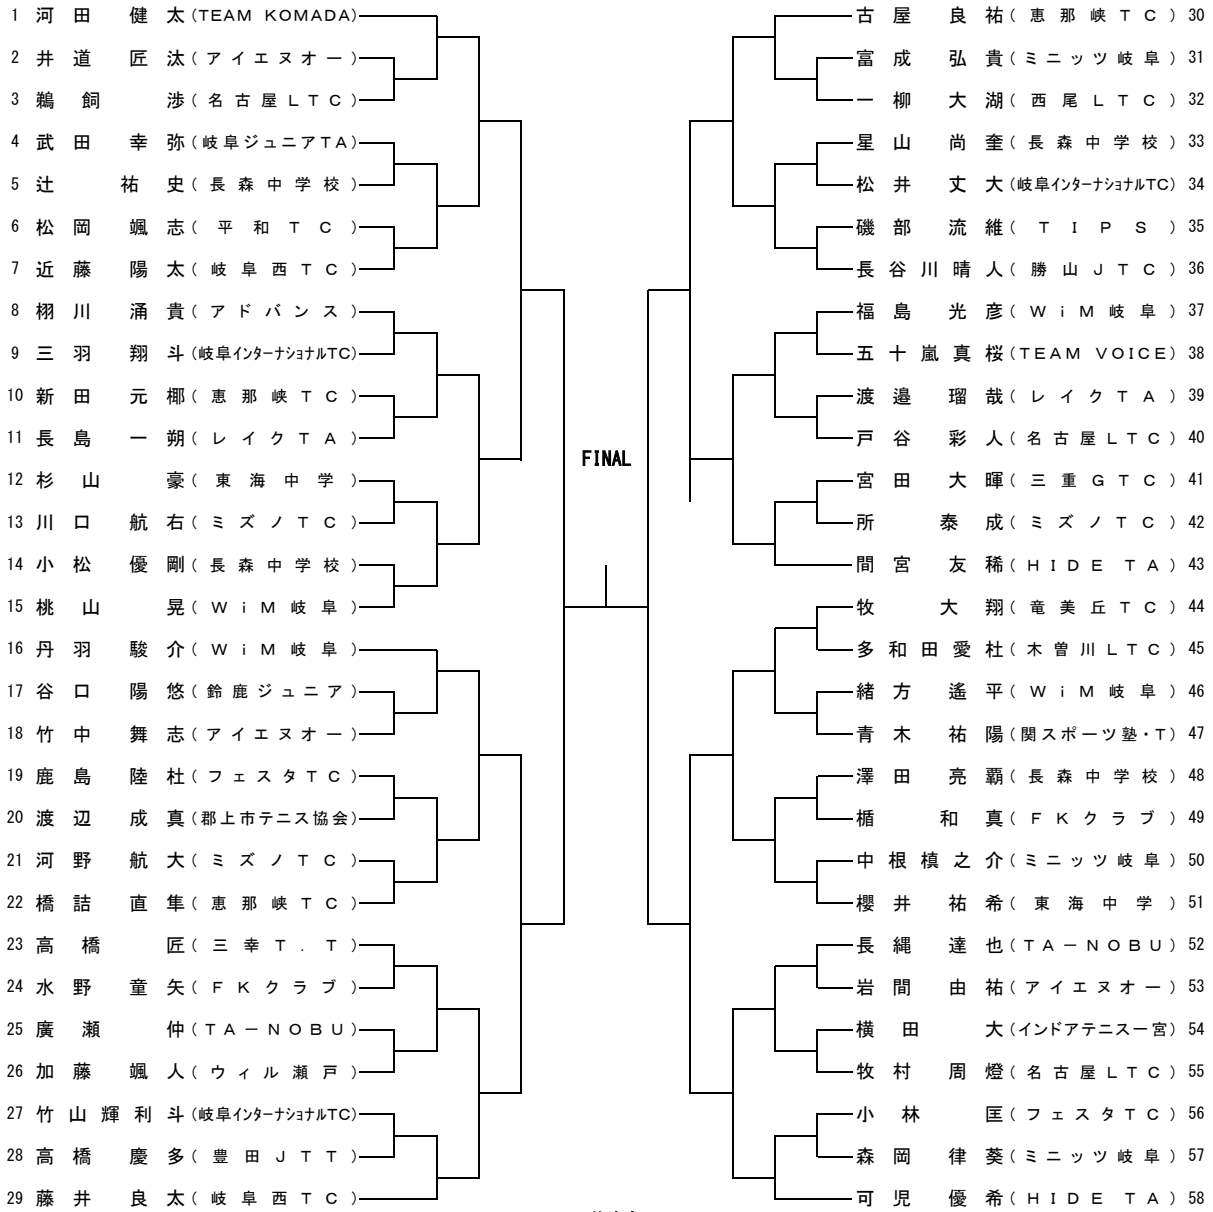 1 河田 健太(TEAM KOMADA)
2 井道 匠汰(アイエヌオー)
3 鵜飼 渉(名古屋LTC)
4 武田 幸弥(岐阜ジュニアTA)
5 辻 祐史(長森中学校)
6 松岡 颯志(平和TC)
7 近藤 陽太(岐阜西TC)
8 栩川 涌貴(アドバンス)
9 三羽 翔斗(岐阜インターナショナルTC)
10 新田 元椰(恵那峡TC)
11 長島 一朔(レイクTA)
12 杉山 豪(東海中学)
13 川口 航右(ミズノTC)
14 小松 優剛(長森中学校)
15 桃山 晃(WiM岐阜)
16 丹羽 駿介(WiM岐阜)
17 谷口 陽悠(鈴鹿ジュニア)
18 竹中 舞志(アイエヌオー)
19 鹿島 陸杜(フェスタTC)
20 渡辺 成真(郡上市テニス協会)
21 河野 航大(ミズノTC)
22 橋詰 直隼(恵那峡TC)
23 高橋 匠(三幸T.T)
24 水野 童矢(FKクラブ)
25 廣瀬 仲(TA-NOBU)
26 加藤 颯人(ウィル瀬戸)
27 竹山輝利斗(岐阜インターナショナルTC)
28 高橋 慶多(豊田JTT)
29 藤井 良太(岐阜西TC)
FINAL
古屋 良祐(恵那峡TC) 30
富成 弘貴(ミニッツ岐阜) 31
一柳 大湖(西尾LTC) 32
星山 尚奎(長森中学校) 33
松井 丈大(岐阜インターナショナルTC) 34
磯部 流維(TIPS) 35
長谷川晴人(勝山JTC) 36
福島 光彦(WiM岐阜) 37
五十嵐真桜(TEAM VOICE) 38
渡邉 瑠哉(レイクTA) 39
戸谷 彩人(名古屋LTC) 40
宮田 大暉(三重GTC) 41
所 泰成(ミズノTC) 42
間宮 友稀(HIDE TA) 43
牧 大翔(竜美丘TC) 44
多和田愛杜(木曽川LTC) 45
緒方 遙平(WiM岐阜) 46
青木 祐陽(関スポーツ塾・T) 47
澤田 亮覇(長森中学校) 48
楯 和真(FKクラブ) 49
中根槙之介(ミニッツ岐阜) 50
櫻井 祐希(東海中学) 51
長縄 達也(TA-NOBU) 52
岩間 由祐(アイエヌオー) 53
横田 大(インドアテニス一宮) 54
牧村 周燈(名古屋LTC) 55
小林 匡(フェスタTC) 56
森岡 律葵(ミニッツ岐阜) 57
可児 優希(HIDE TA) 58